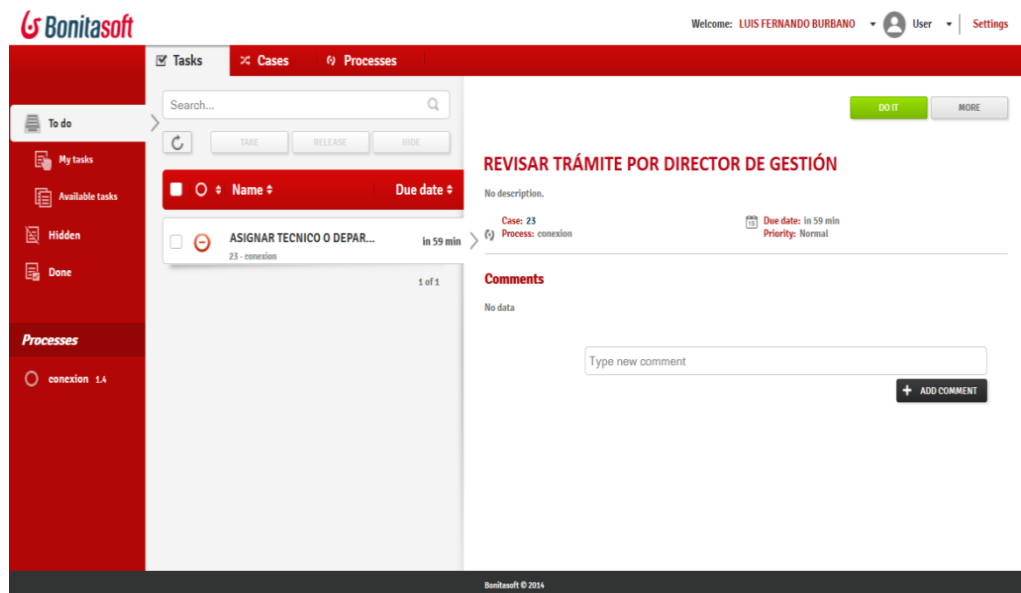 Bonitasoft
Welcome: LUIS FERNANDO BURBANO User Settings
Tasks Cases Processes
Search...
DO IT MORE
To do
TAKE RELEASE HIDE
My tasks
REVISAR TRÁMITE POR DIRECTOR DE GESTIÓN
Name Due date
No description.
Available tasks
Case: 23
Due date: in 59 min
Process: conexion
Priority: Normal
Hidden
ASIGNAR TECNICO O DEPAR... in 59 min
23 - conexion
Done
1 of 1
Comments
No data
Processes
Type new comment
conexion 1.4
+ ADD COMMENT
Bonitasoft © 2014